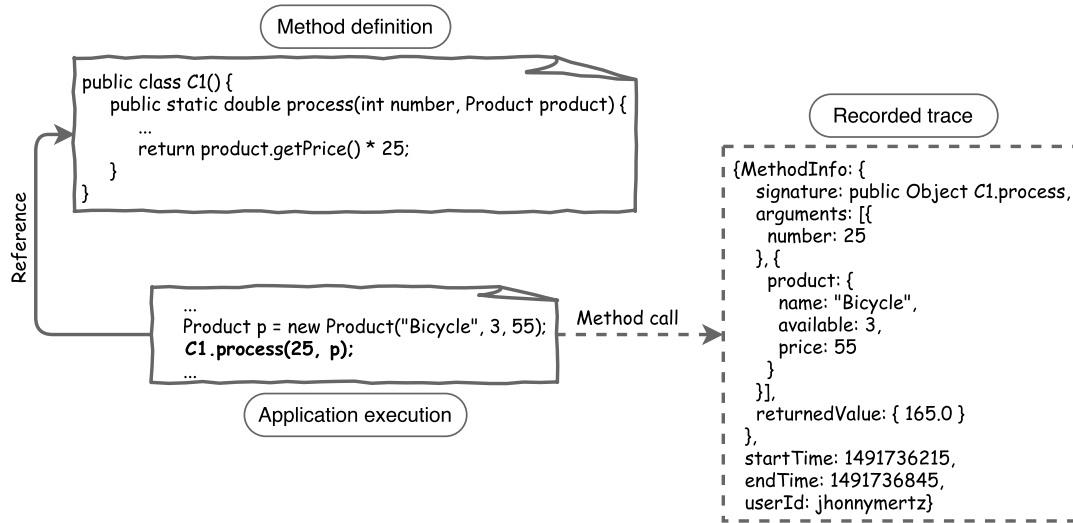 Method definition
public class C1() {
public static double process(int number, Product product) {
...
return product.getPrice() * 25;
}
}
Reference
...
Product p = new Product("Bicycle", 3, 55);
C1.process(25, p);
...
Application execution
Method call
Recorded trace
{MethodInfo: {
signature: public Object C1.process,
arguments: [{
number: 25
}, {
product: {
name: "Bicycle",
available: 3,
price: 55
}
}],
returnedValue: { 165.0 }
},
startTime: 1491736215,
endTime: 1491736845,
userId: jhonnymertz}